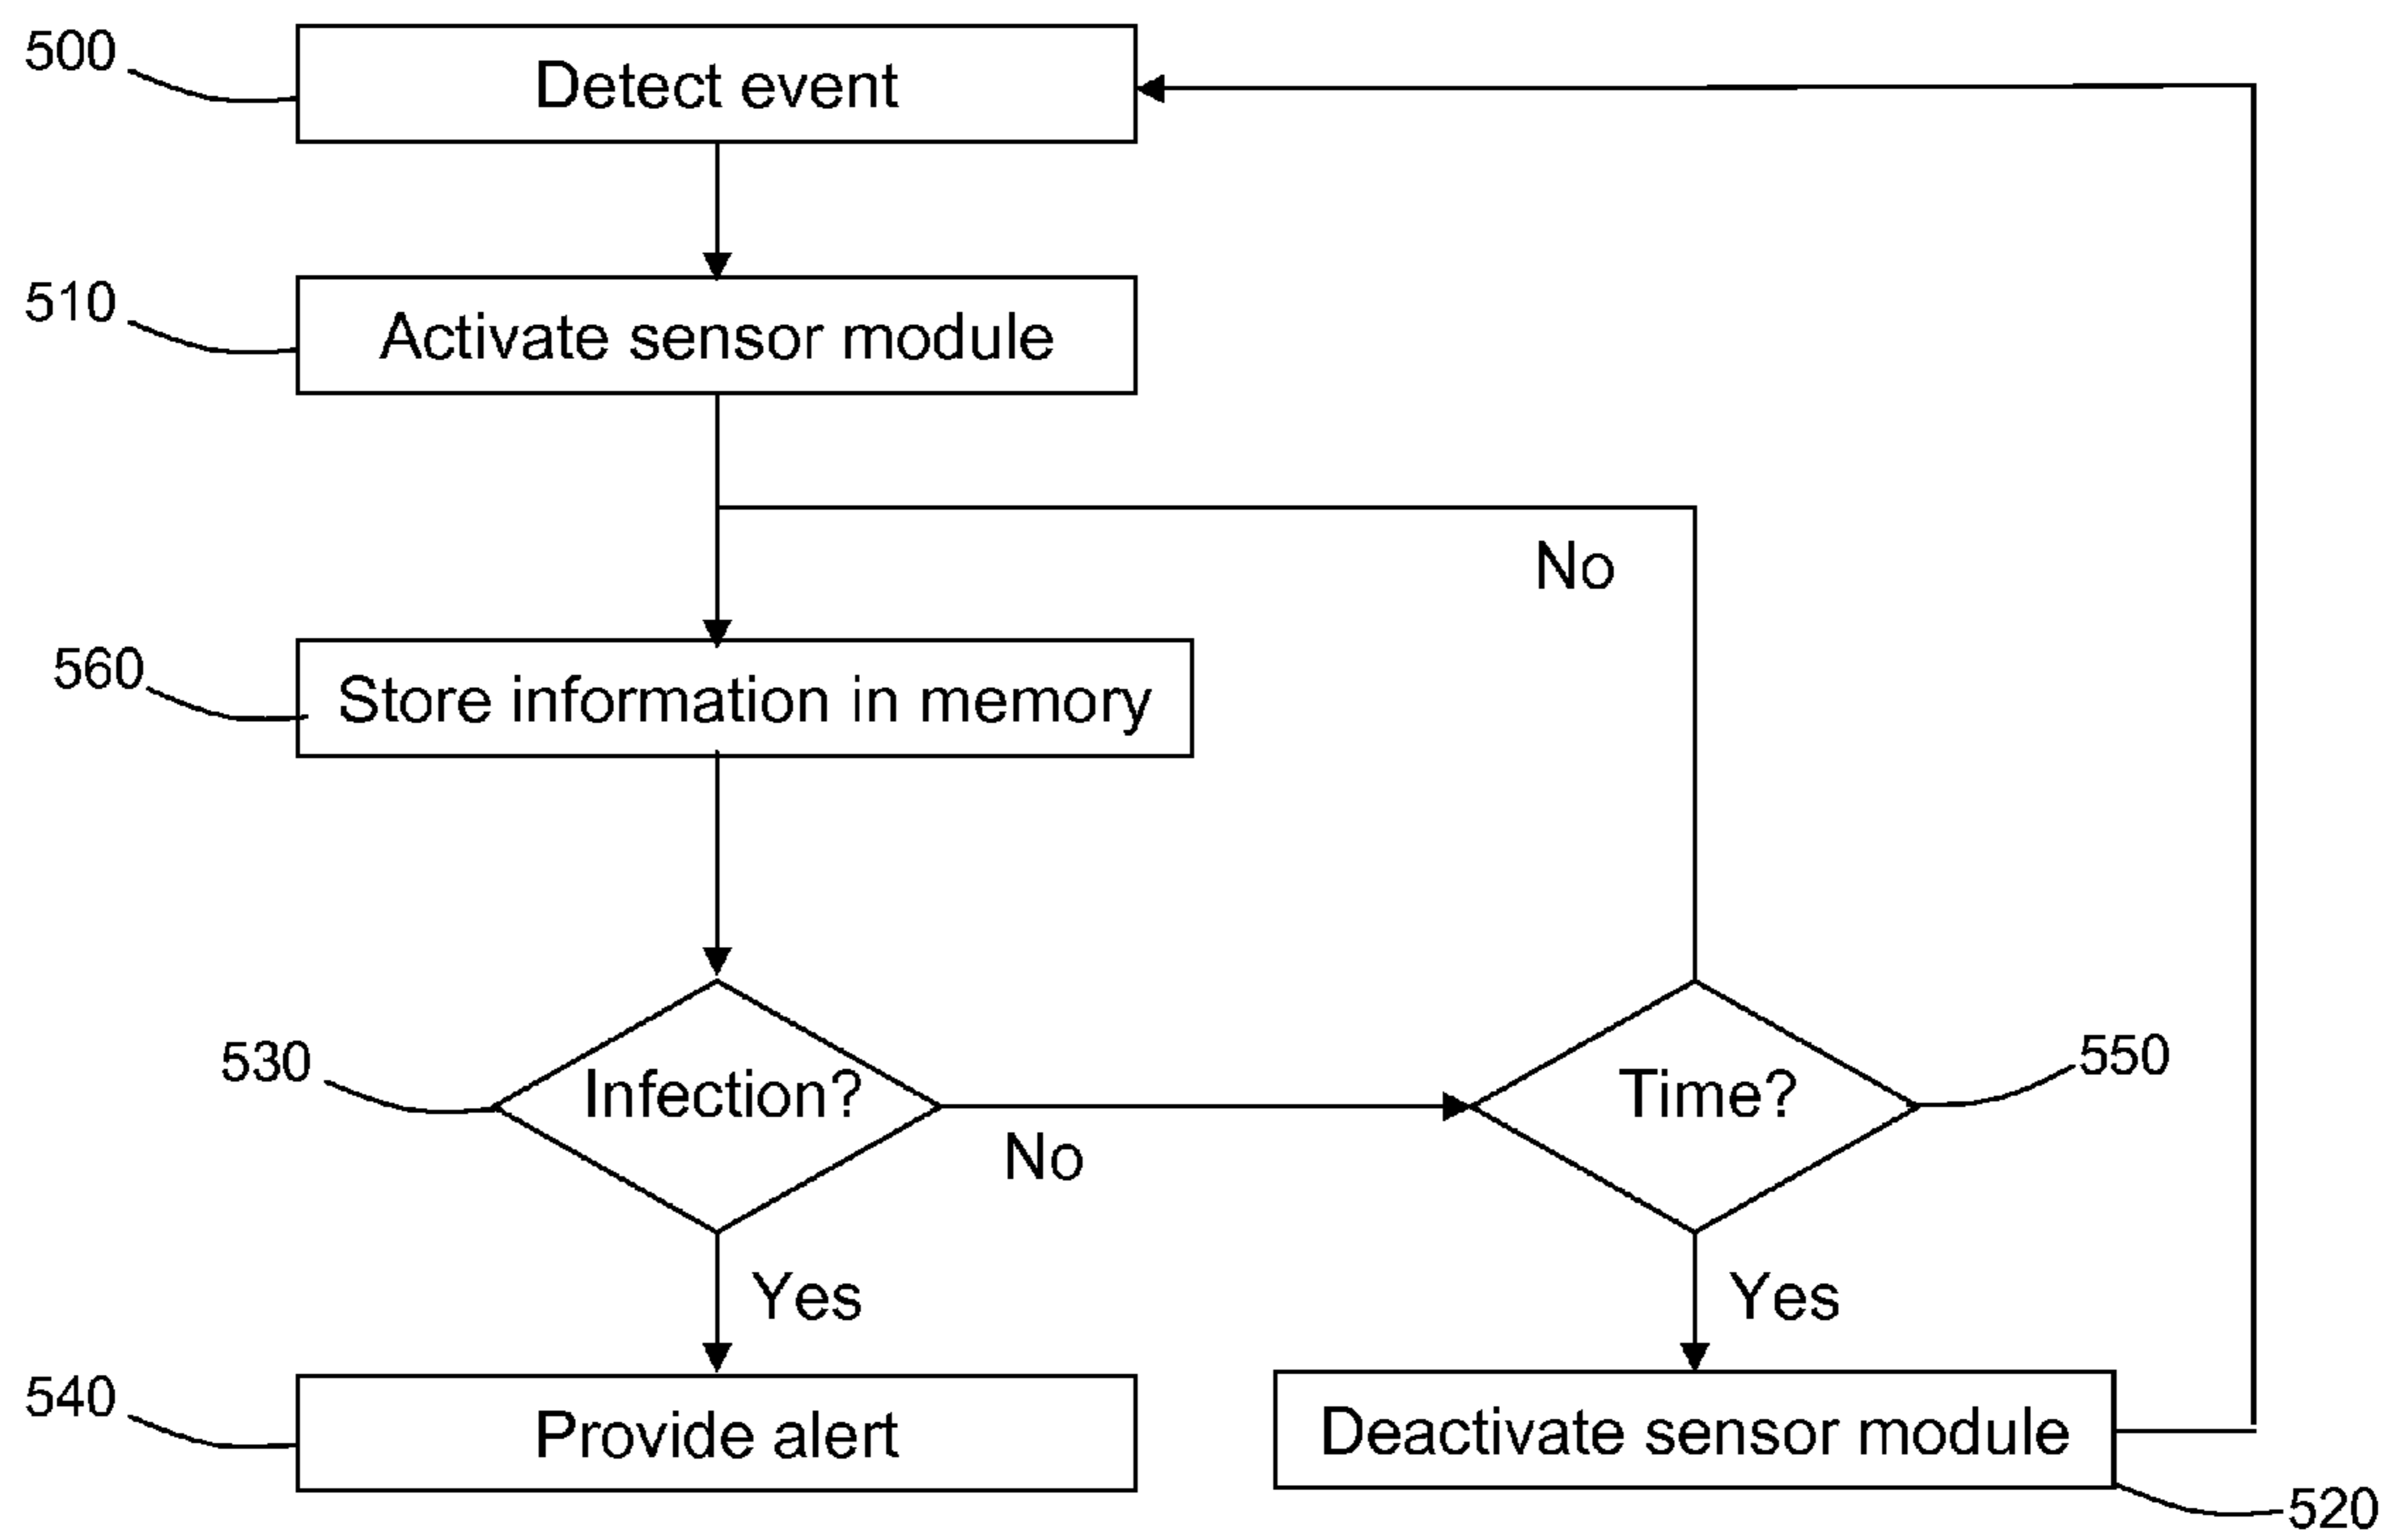 500
Detect event
510
Activate sensor module
No
560
Store information in memory
530
Infection?
Time?
550
No
Yes
Yes
540
Provide alert
Deactivate sensor module
520